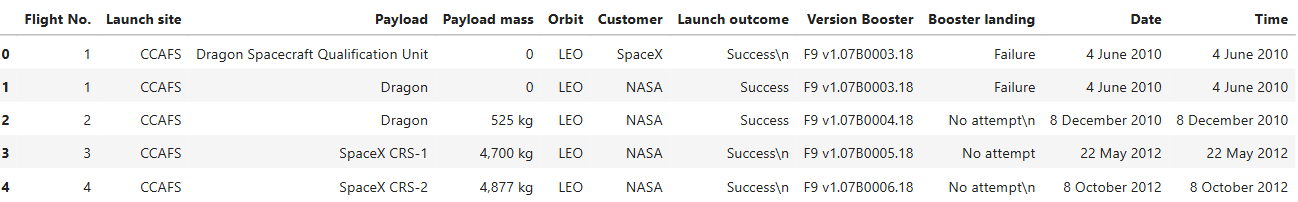 Flight No. Launch site Payload Payload mass Orbit Customer Launch outcome Version Booster Booster landing Date Time
0 1 CCAFS Dragon Spacecraft Qualification Unit 0 LEO SpaceX Success\n F9 v1.07B0003.18 Failure 4 June 2010 4 June 2010
1 1 CCAFS Dragon 0 LEO NASA Success F9 v1.07B0003.18 Failure 4 June 2010 4 June 2010
2 2 CCAFS Dragon 525 kg LEO NASA Success F9 v1.07B0004.18 No attempt\n 8 December 2010 8 December 2010
3 3 CCAFS SpaceX CRS-1 4,700 kg LEO NASA Success\n F9 v1.07B0005.18 No attempt 22 May 2012 22 May 2012
4 4 CCAFS SpaceX CRS-2 4,877 kg LEO NASA Success\n F9 v1.07B0006.18 No attempt\n 8 October 2012 8 October 2012